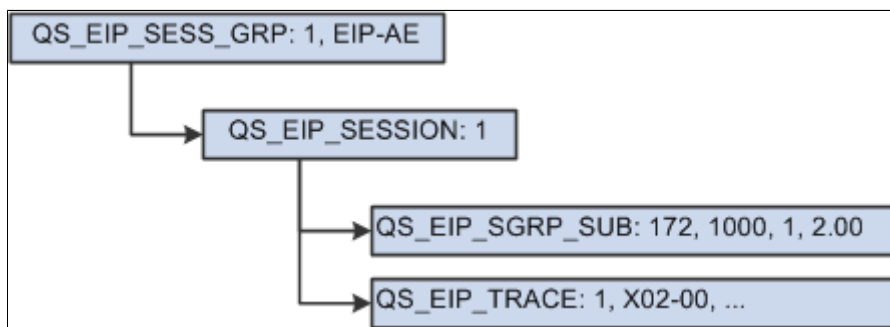 QS_EIP_SESS_GRP: 1, EIP-AE
QS_EIP_SESSION: 1
QS_EIP_SGRP_SUB: 172, 1000, 1, 2.00
QS_EIP_TRACE: 1, X02-00, ...